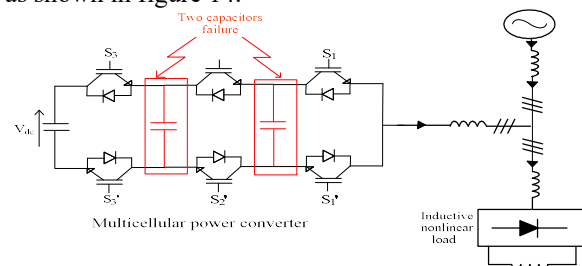 as shown in figure 14.
Two capacitors
failure
S3
S1
Vdc
S3'
S2'
S1'
Multicellular power converter
Inductive
nonlinear
load